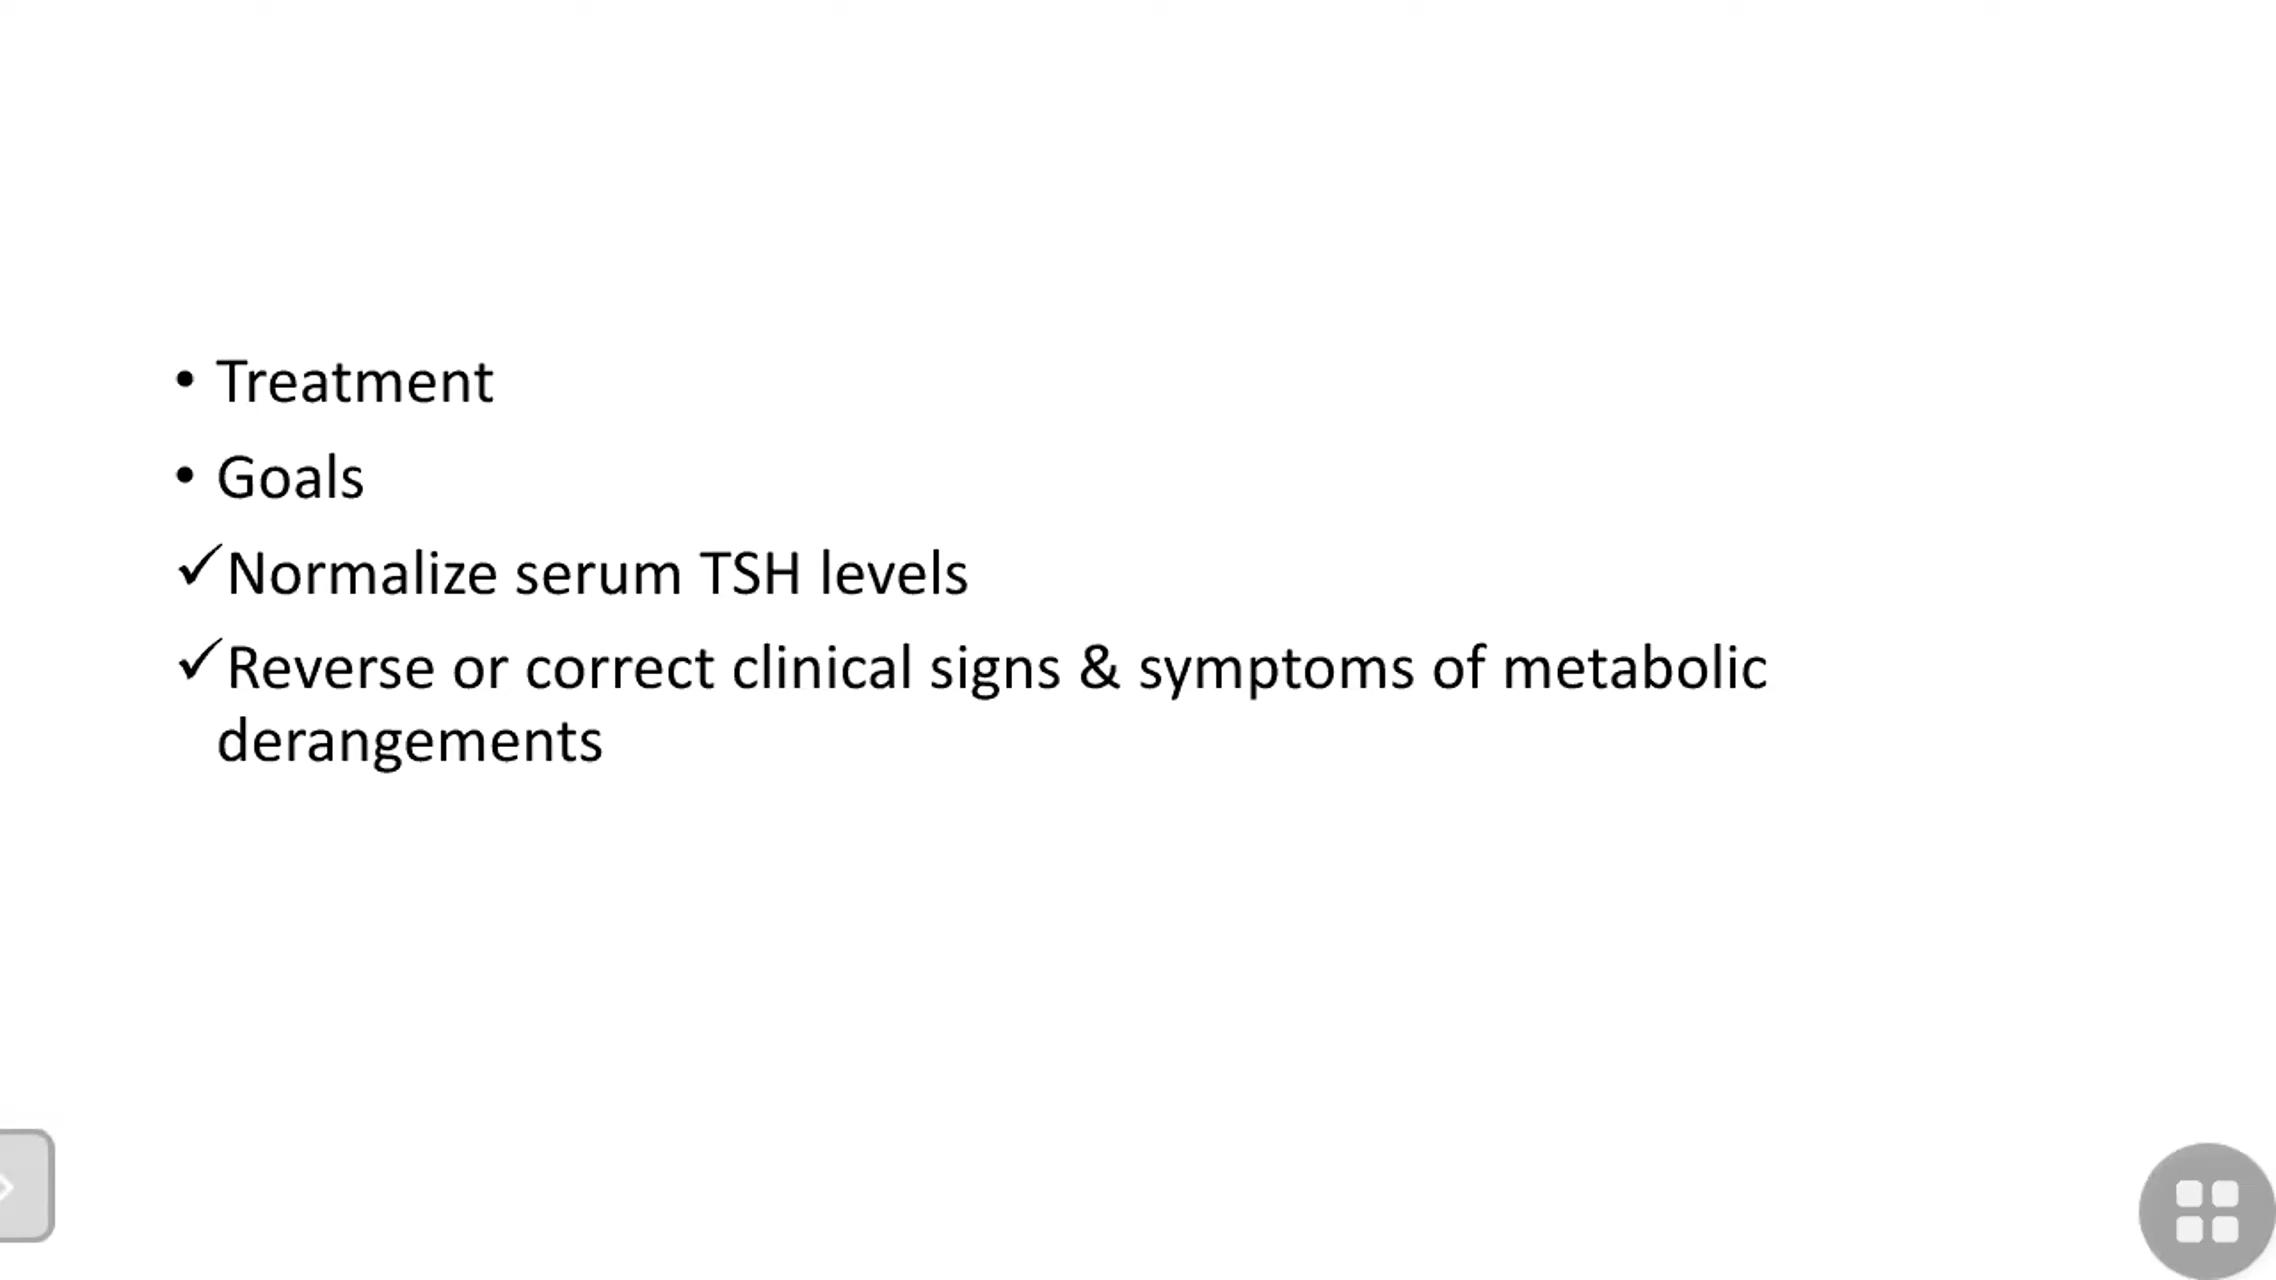 • Treatment
• Goals
✓Normalize serum TSH levels
✓Reverse or correct clinical signs & symptoms of metabolic
derangements